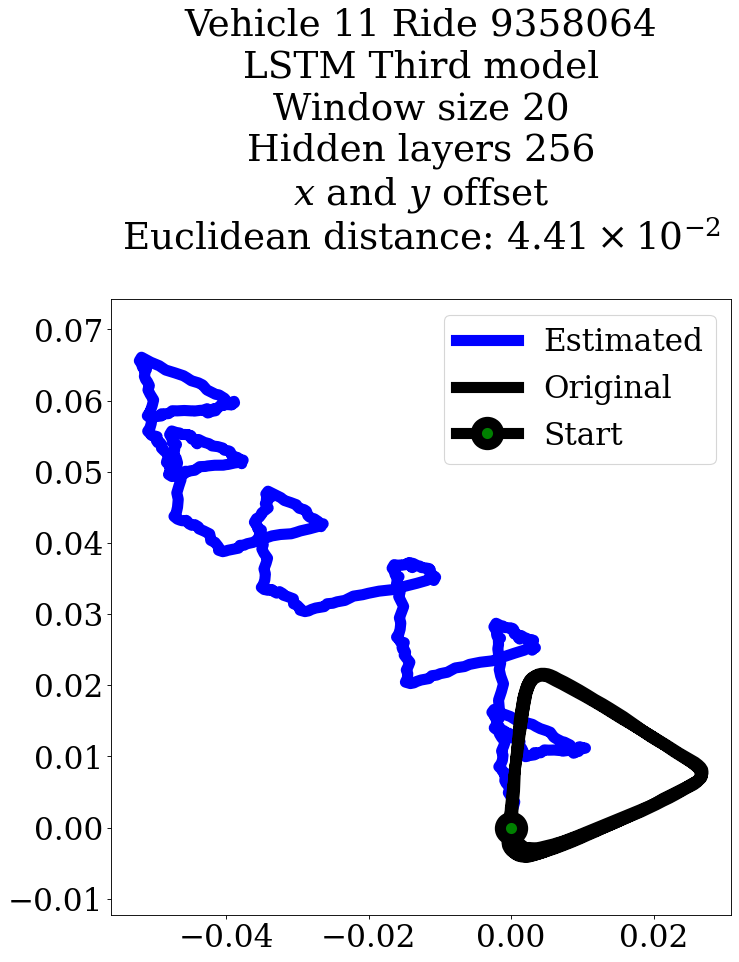 Vehicle 11 Ride 9358064
LSTM Third model
Window size 20
Hidden layers 256
x and y offset
Euclidean distance: 4.41 × 10⁻²
Estimated
Original
Start
0.07
0.06
0.05
0.04
0.03
0.02
0.01
0.00
−0.01
−0.04
−0.02
0.00
0.02